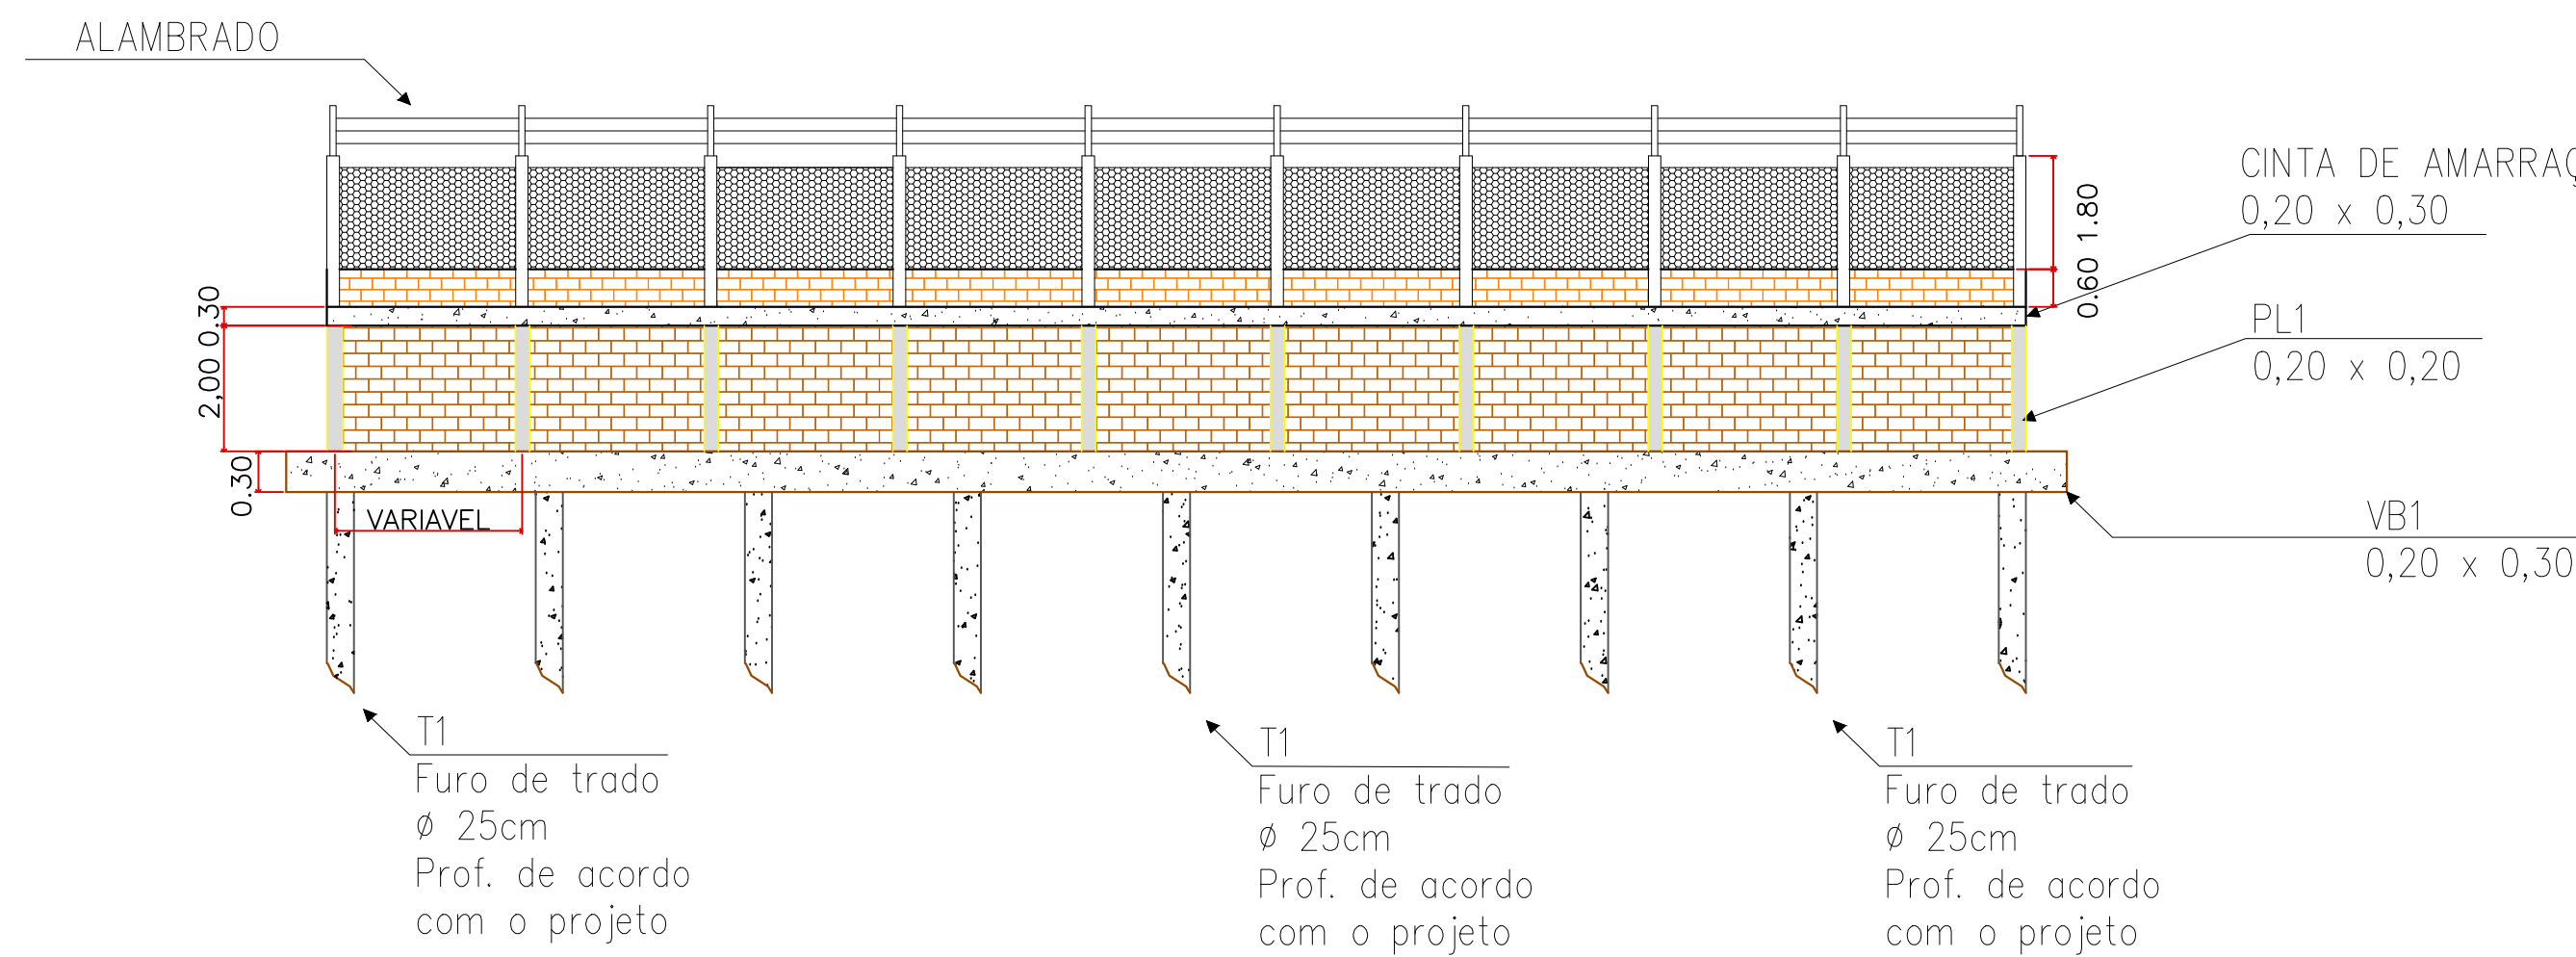 ALAMBRADO
CINTA DE
0,20 x 0,30
1.80
0.60
PL1
0,20 x 0,20
0.30
2,00
0.30
VARIAVEL
VB1
0,20 x 0,30
T1
Furo de trado
Ø 25cm
Prof. de acordo
com o projeto
T1
Furo de trado
Ø 25cm
Prof. de acordo
com o projeto
T1
Furo de trado
Ø 25cm
Prof. de acordo
com o projeto